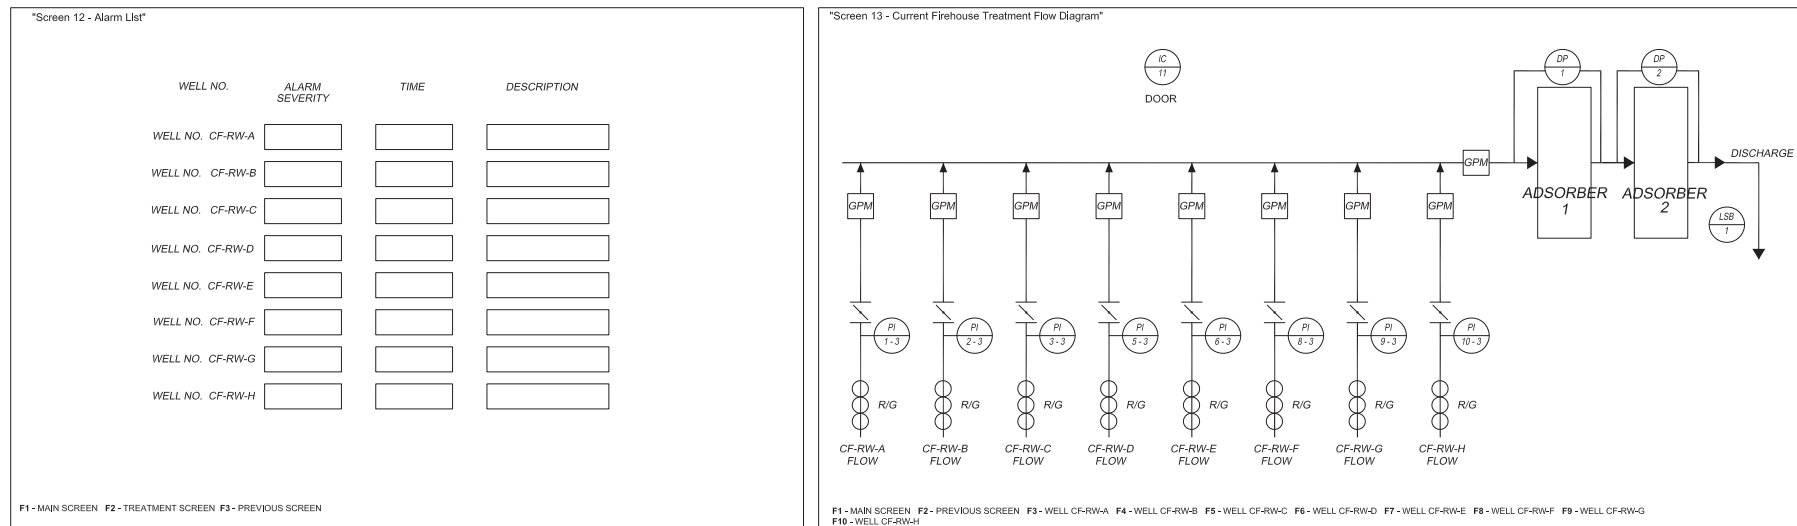 "Screen 12 - Alarm List"
WELL NO. ALARM SEVERITY TIME DESCRIPTION
WELL NO. CF-RW-A
WELL NO. CF-RW-B
WELL NO. CF-RW-C
WELL NO. CF-RW-D
WELL NO. CF-RW-E
WELL NO. CF-RW-F
WELL NO. CF-RW-G
WELL NO. CF-RW-H
F1 - MAIN SCREEN F2 - TREATMENT SCREEN F3 - PREVIOUS SCREEN
"Screen 13 - Current Firehouse Treatment Flow Diagram"
IC
11
DOOR
DP
1
DP
2
GPM
DISCHARGE
ADSORBER
1
ADSORBER
2
LSB
1
GPM GPM GPM GPM GPM GPM GPM GPM
PI PI PI PI PI PI PI PI
1 - 3 2 - 3 3 - 3 5 - 3 6 - 3 8 - 3 9 - 3 10 - 3
R/G R/G R/G R/G R/G R/G R/G R/G
CF-RW-A CF-RW-B CF-RW-C CF-RW-D CF-RW-E CF-RW-F CF-RW-G CF-RW-H
FLOW FLOW FLOW FLOW FLOW FLOW FLOW FLOW
F1 - MAIN SCREEN F2 - PREVIOUS SCREEN F3 - WELL CF-RW-A F4 - WELL CF-RW-B F5 - WELL CF-RW-C F6 - WELL CF-RW-D F7 - WELL CF-RW-E F8 - WELL CF-RW-F F9 - WELL CF-RW-G
F10 - WELL CF-RW-H